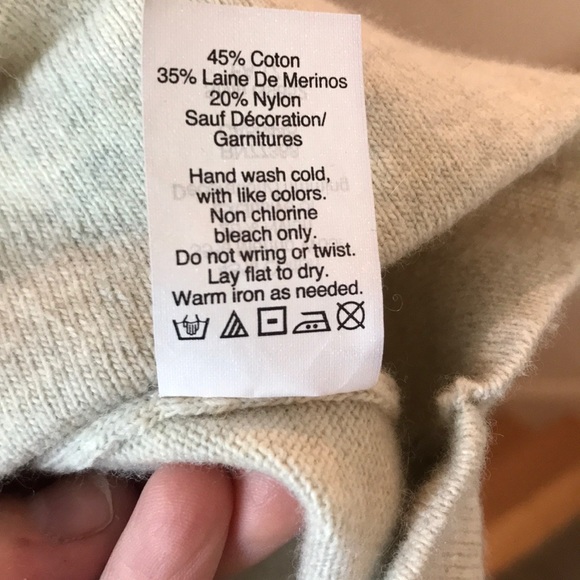 45% Coton
35% Laine De Merinos
20% Nylon
Sauf Décoration/
Garnitures
Hand wash cold,
with like colors.
Non chlorine
bleach only.
Do not wring or twist.
Lay flat to dry.
Warm iron as needed.